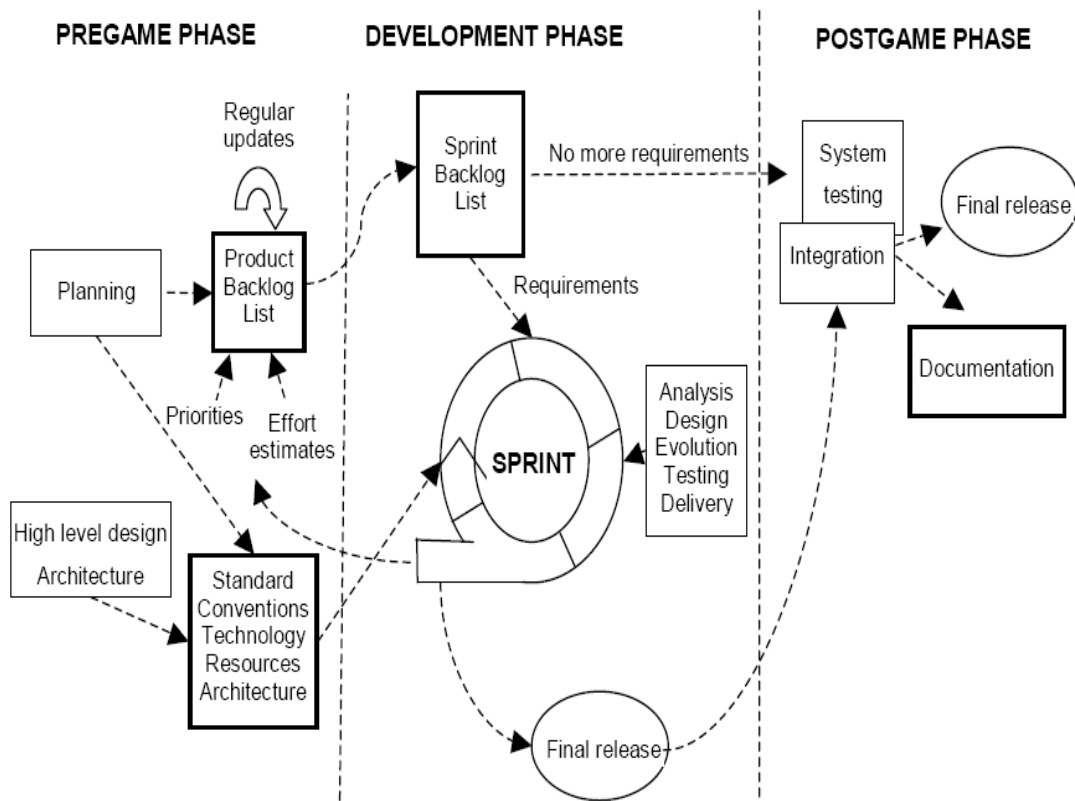 PREGAME PHASE
DEVELOPMENT PHASE
POSTGAME PHASE
Regular
updates
Planning
Product
Backlog
List
Priorities
Effort
estimates
High level design
Architecture
Standard
Conventions
Technology
Resources
Architecture
Sprint
Backlog
List
No more requirements
Requirements
SPRINT
Analysis
Design
Evolution
Testing
Delivery
Final release
System
testing
Integration
Final release
Documentation